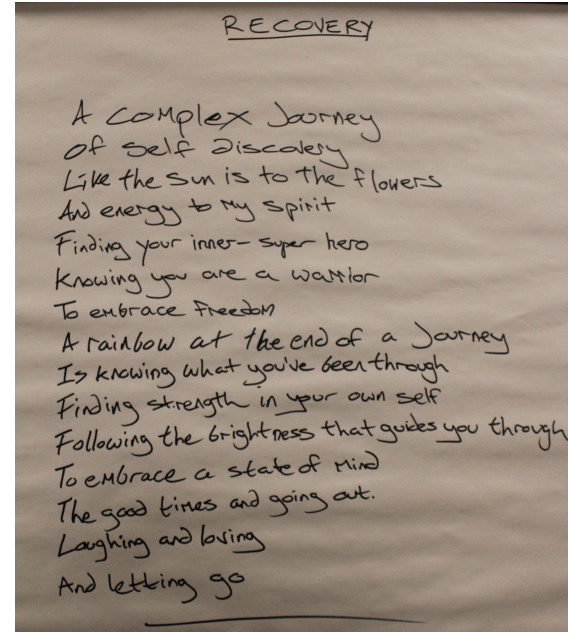 RECOVERY
A complex Journey
of self discovery
Like the sun is to the flowers
And energy to my spirit
Finding your inner-super hero
Knowing you are a warrior
To embrace freedom
A rainbow at the end of a Journey
Is knowing what you've been through
Finding strength in your own self
Following the brightness that guides you through
To embrace a state of mind
The good times and going out.
Laughing and loving
And letting go